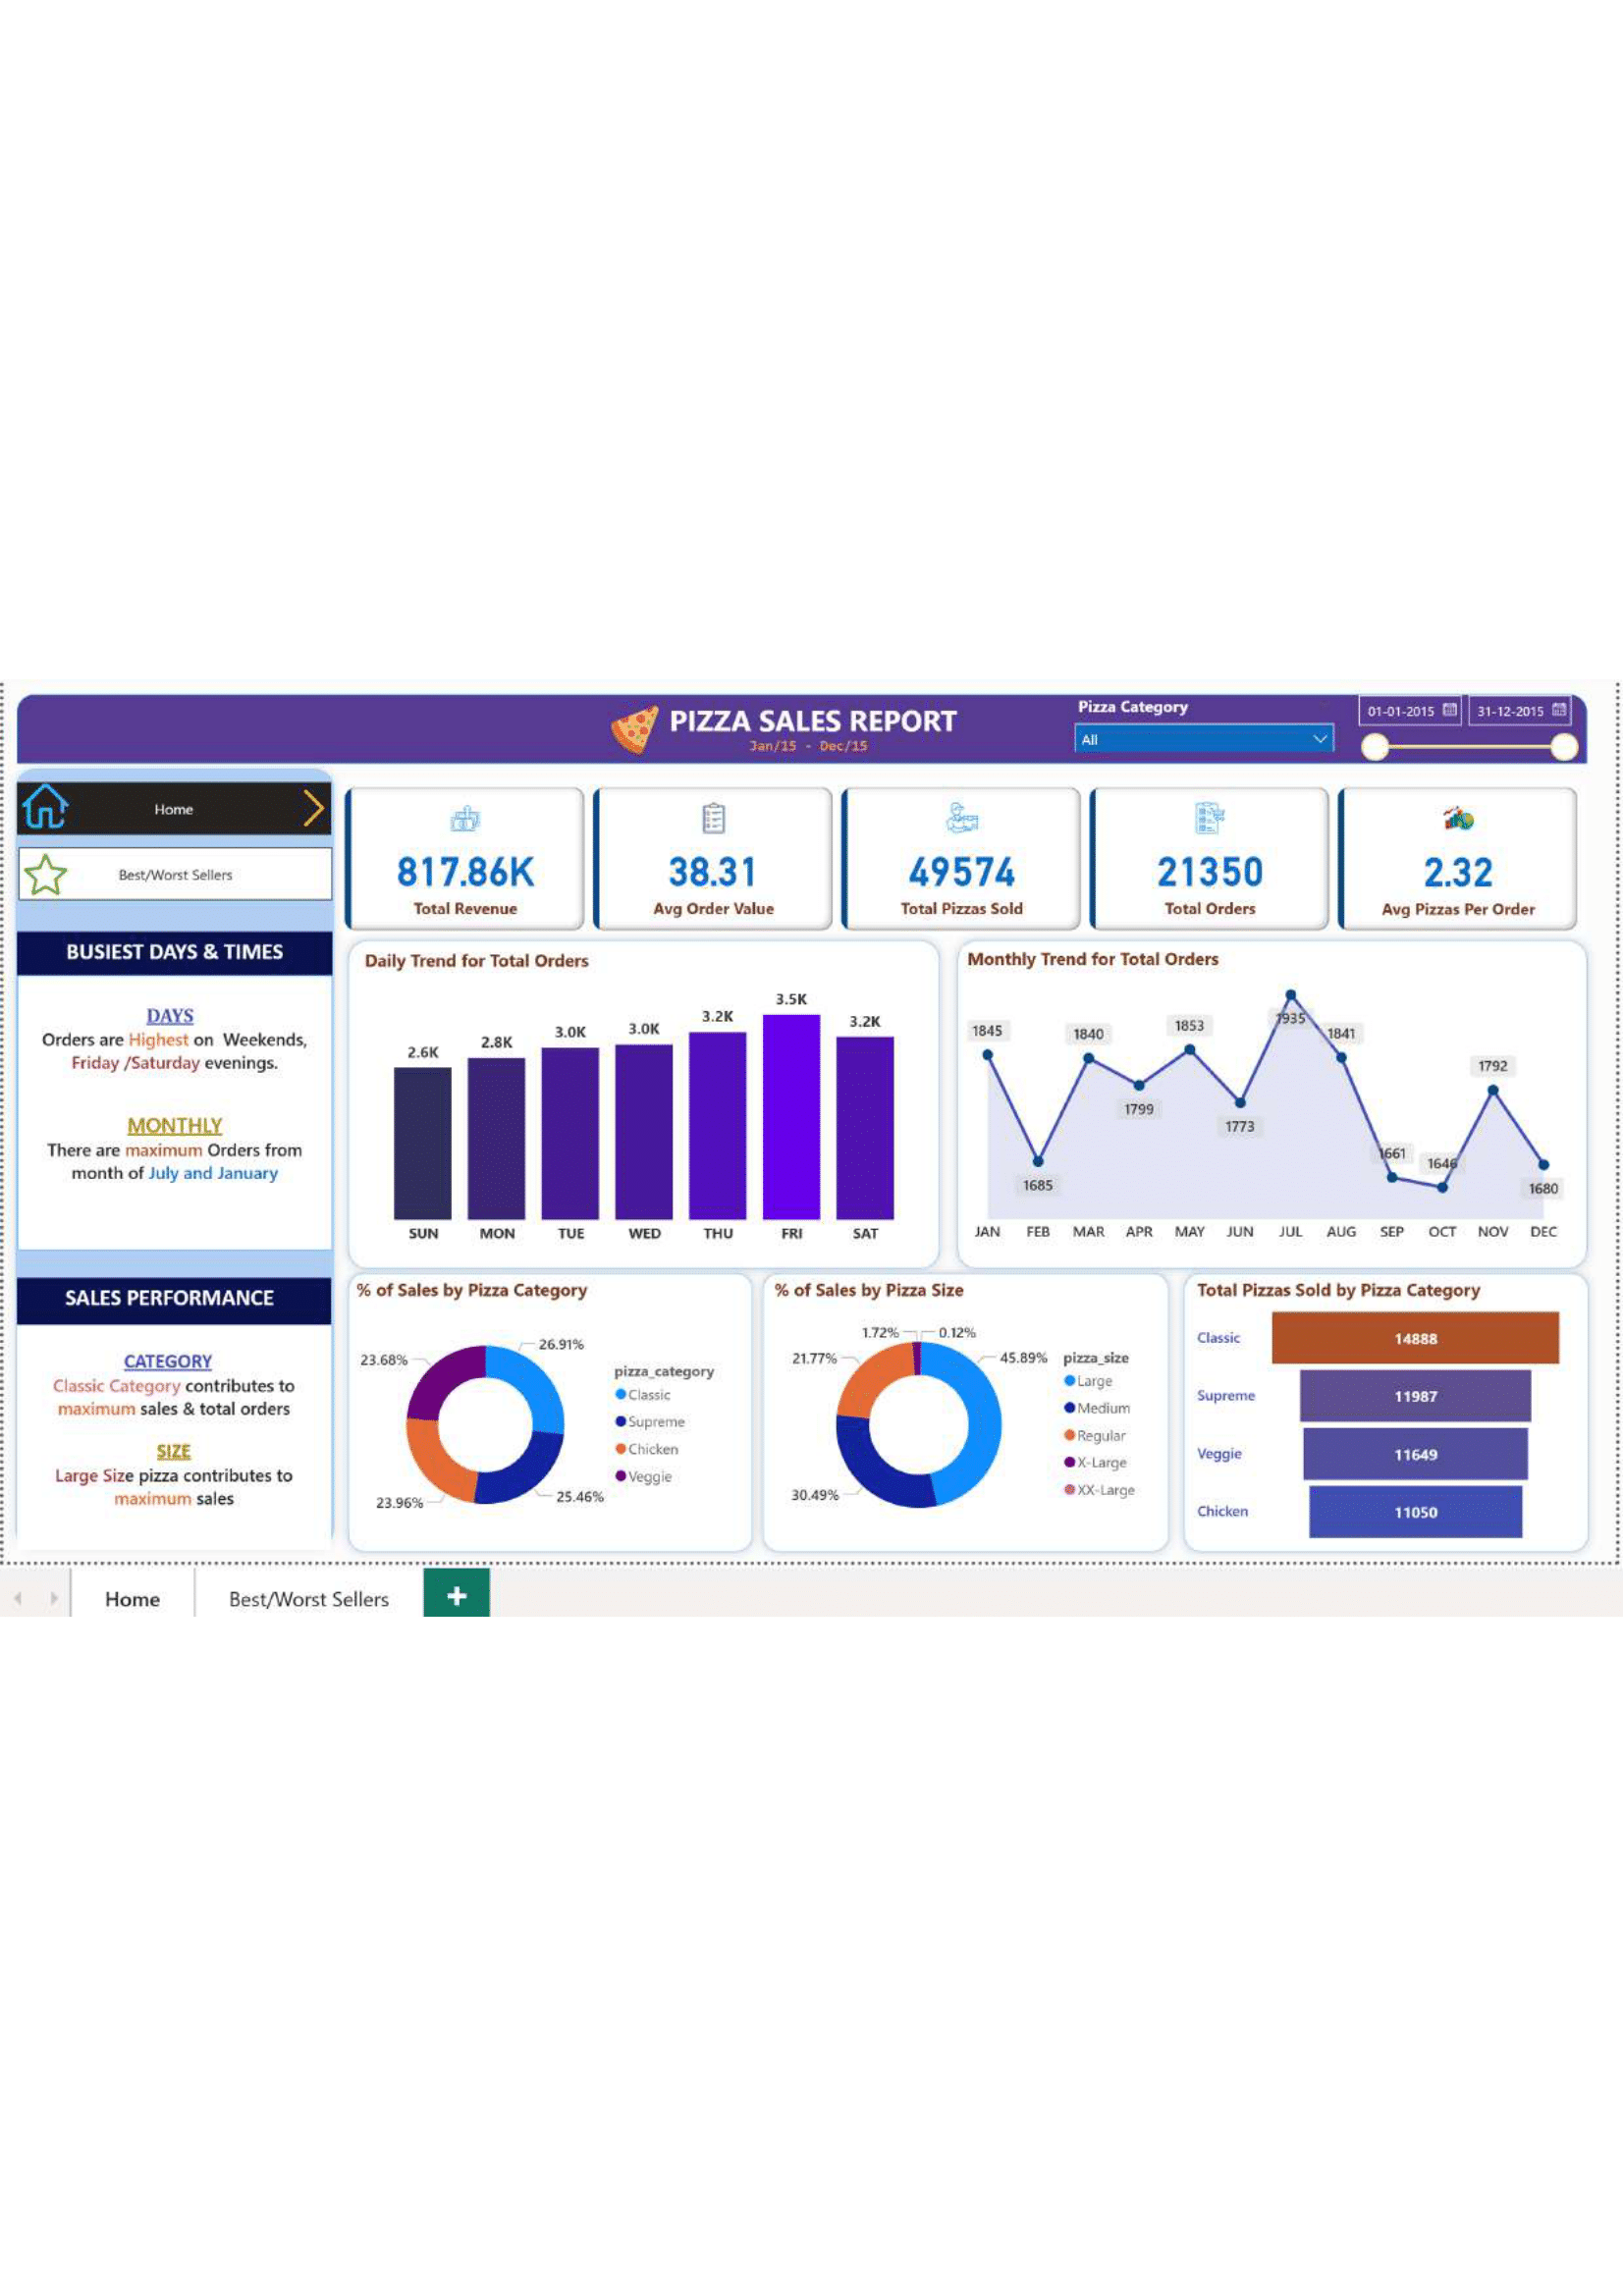 PIZZA SALES REPORT
Jan/15 - Dec/15
Pizza Category
All
01-01-2015
31-12-2015
Home
Best/Worst Sellers
BUSIEST DAYS & TIMES
DAYS
Orders are Highest on Weekends,
Friday /Saturday evenings.
MONTHLY
There are maximum Orders from
month of July and January
SALES PERFORMANCE
CATEGORY
Classic Category contributes to
maximum sales & total orders
SIZE
Large Size pizza contributes to
maximum sales
817.86K
Total Revenue
38.31
Avg Order Value
49574
Total Pizzas Sold
21350
Total Orders
2.32
Avg Pizzas Per Order
Daily Trend for Total Orders
2.6K
2.8K
3.0K
3.0K
3.2K
3.5K
3.2K
SUN MON TUE WED THU FRI SAT
Monthly Trend for Total Orders
1845
1685
1840
1799
1853
1773
1935
1841
1661
1646
1792
1680
JAN FEB MAR APR MAY JUN JUL AUG SEP OCT NOV DEC
% of Sales by Pizza Category
26.91%
25.46%
23.96%
23.68%
pizza_category
Classic
Supreme
Chicken
Veggie
% of Sales by Pizza Size
1.72%
0.12%
21.77%
45.89%
30.49%
pizza_size
Large
Medium
Regular
X-Large
XX-Large
Total Pizzas Sold by Pizza Category
Classic 14888
Supreme 11987
Veggie 11649
Chicken 11050
Home
Best/Worst Sellers
+